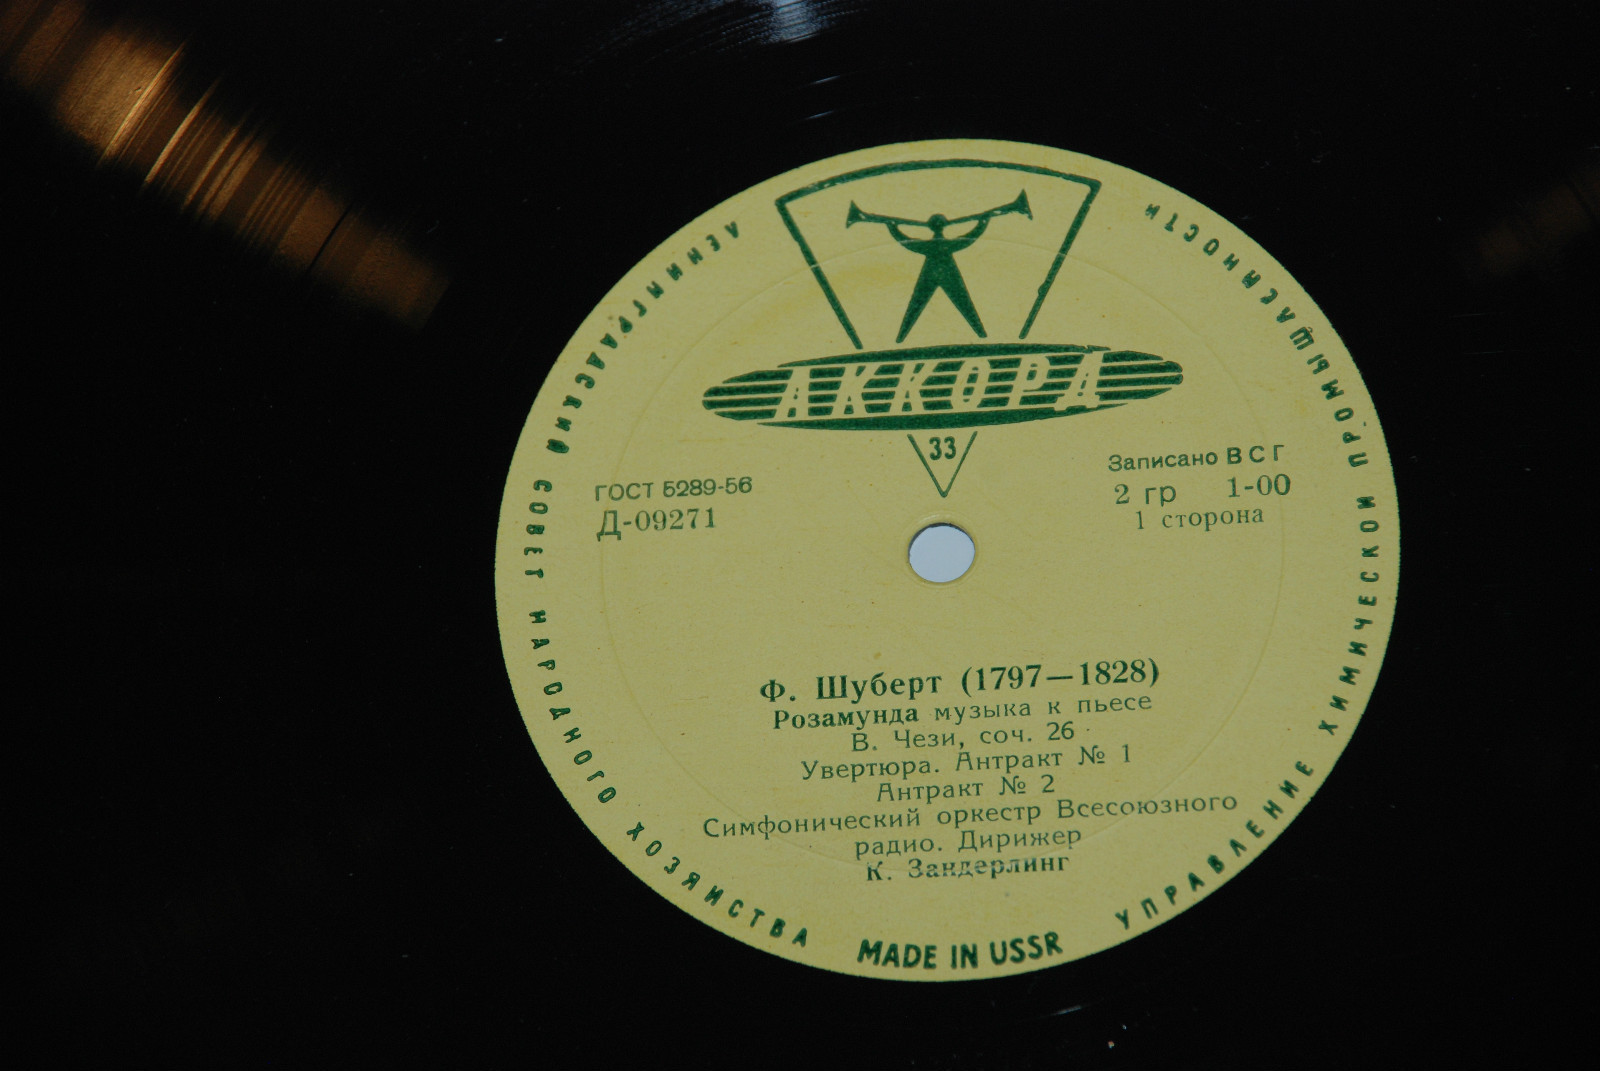 ЛЕНИНГРАДСКИЙ СОВЕТ НАРОДНОГО ХОЗЯЙСТВА
УПРАВЛЕНИЕ ХИМИЧЕСКОЙ ПРОМЫШЛЕННОСТИ
АККОРД
33
ГОСТ 5289-56
Д-09271
Записано ВСГ
2 гр 1-00
1 сторона
Ф. Шуберт (1797—1828)
Розамунда музыка к пьесе
В. Чези, соч. 26
Увертюра. Антракт № 1
Антракт № 2
Симфонический оркестр Всесоюзного
радио. Дирижер
К. Зандерлинг
MADE IN USSR